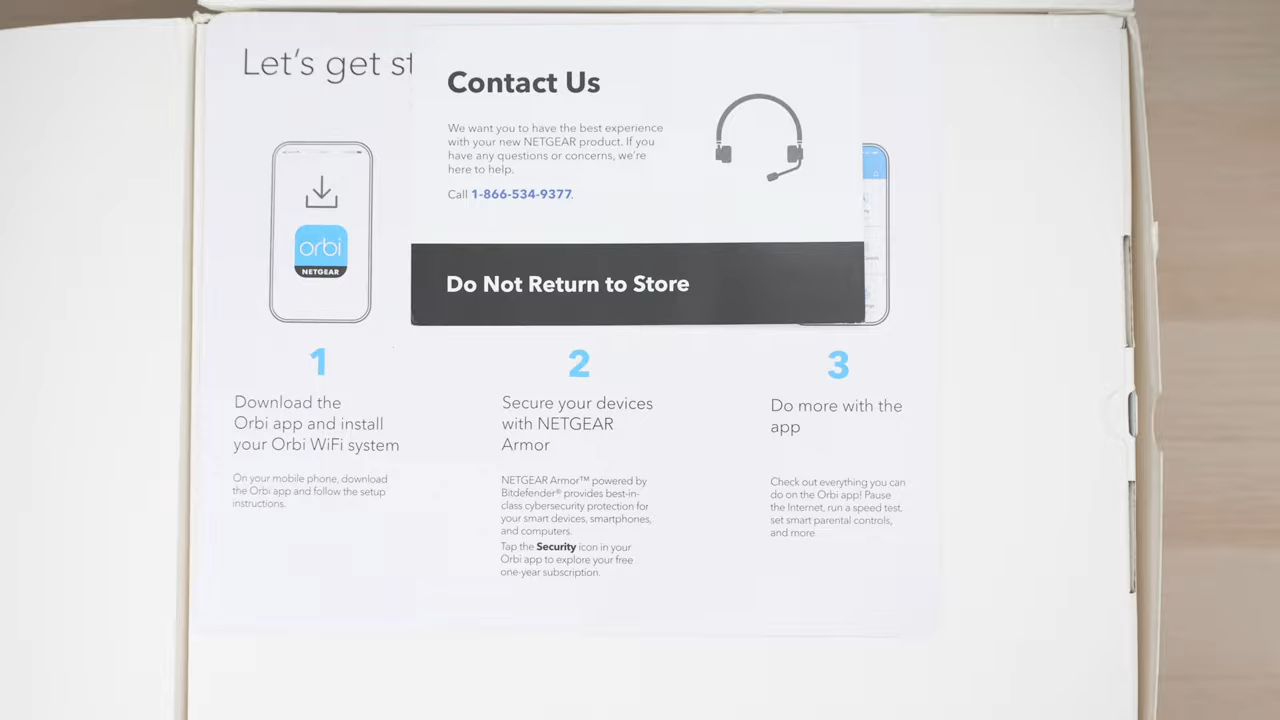 Let's get st
Contact Us
We want you to have the best experience
with your new NETGEAR product. If you
have any questions or concerns, we're
here to help.
Call 1-866-534-9377.
Do Not Return to Store
orbi
NETGEAR
1
Download the
Orbi app and install
your Orbi WiFi system
On your mobile phone, download
the Orbi app and follow the setup
instructions.
2
Secure your devices
with NETGEAR
Armor
NETGEAR Armor™ powered by
Bitdefender® provides best-in-
class cybersecurity protection for
your smart devices, smartphones,
and computers.
Tap the Security icon in your
Orbi app to explore your free
one-year subscription.
3
Do more with the
app
Check out everything you can
do on the Orbi app! Pause
the Internet, run a speed test,
set smart parental controls,
and more